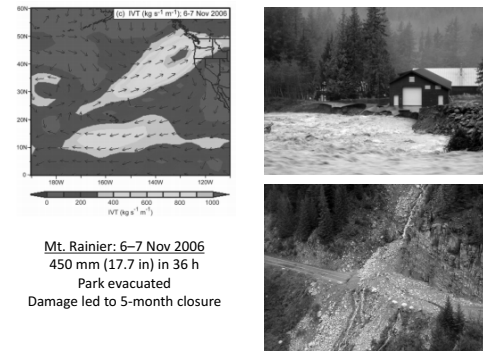 (c) IVT (kg s⁻¹ m⁻¹); 6-7 Nov 2006
60N
50N
40N
30N
20N
10N
0
180W 160W 140W 120W
0 200 400 600 800 1000
IVT (kg s⁻¹ m⁻¹)
Mt. Rainier: 6–7 Nov 2006
450 mm (17.7 in) in 36 h
Park evacuated
Damage led to 5-month closure